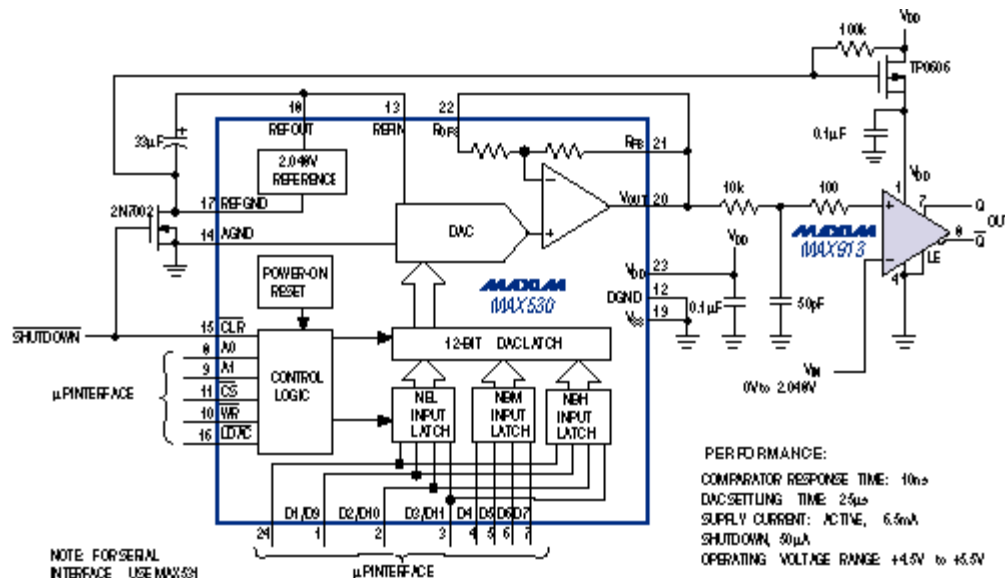 VDD
100k
TP0606
18
13
22
REFOUT
REFIN
ROFS
33µF
+
0.1µF
RFB 21
2.048V
REFERENCE
10k
100
VDD
1
17 REFGND
2N7002
VOUT 20
+
7
Q
OUT
14 AGND
DAC
−
+
MAXIM
MAX913
−
8
Q
LE
4
VDD
POWER-ON
RESET
MAXIM
MAX530
VDD 23
DGND 12
VSS 19
0.1µF
50pF
SHUTDOWN
15 CLR
8 A0
9 A1
11 CS
10 WR
16 LDAC
µP INTERFACE
CONTROL
LOGIC
12-BIT DAC LATCH
VIN
0V to 2.048V
NBL
INPUT
LATCH
NBM
INPUT
LATCH
NBH
INPUT
LATCH
PERFORMANCE:
COMPARATOR RESPONSE TIME: 10ns
DAC SETTLING TIME: 25µs
SUPPLY CURRENT: ACTIVE, 6.5mA
SHUTDOWN, 50µA
OPERATING VOLTAGE RANGE: +4.5V to +5.5V
D1/D9 D2/D10 D3/D11 D4 D5 D6 D7
24 1 2 3 4 5 6 7
µP INTERFACE
NOTE: FOR SERIAL
INTERFACE USE MAX531